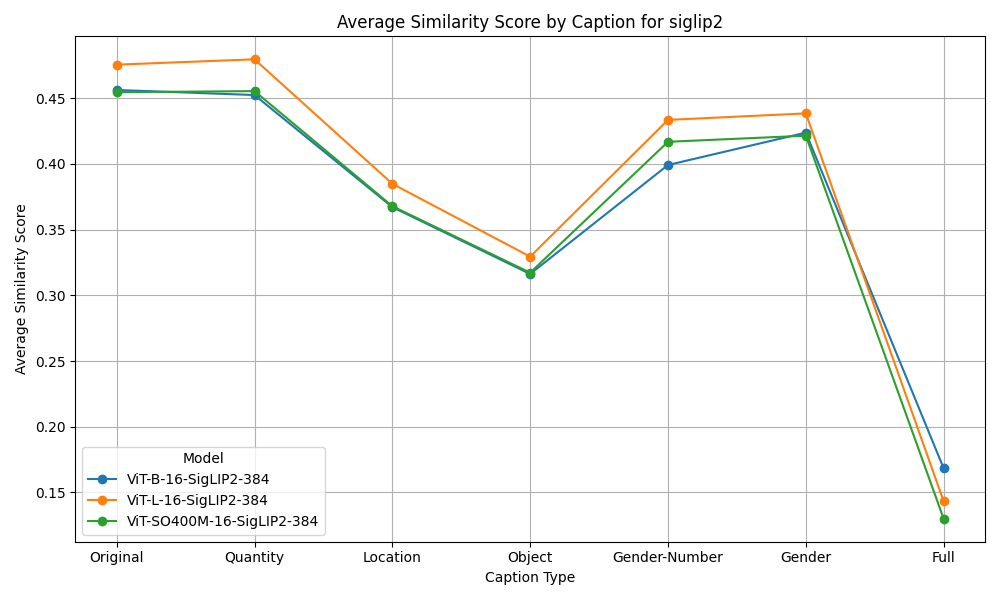 Average Similarity Score by Caption for siglip2
Average Similarity Score
0.45
0.40
0.35
0.30
0.25
0.20
0.15
Model
ViT-B-16-SigLIP2-384
ViT-L-16-SigLIP2-384
ViT-SO400M-16-SigLIP2-384
Original Quantity Location Object Gender-Number Gender Full
Caption Type